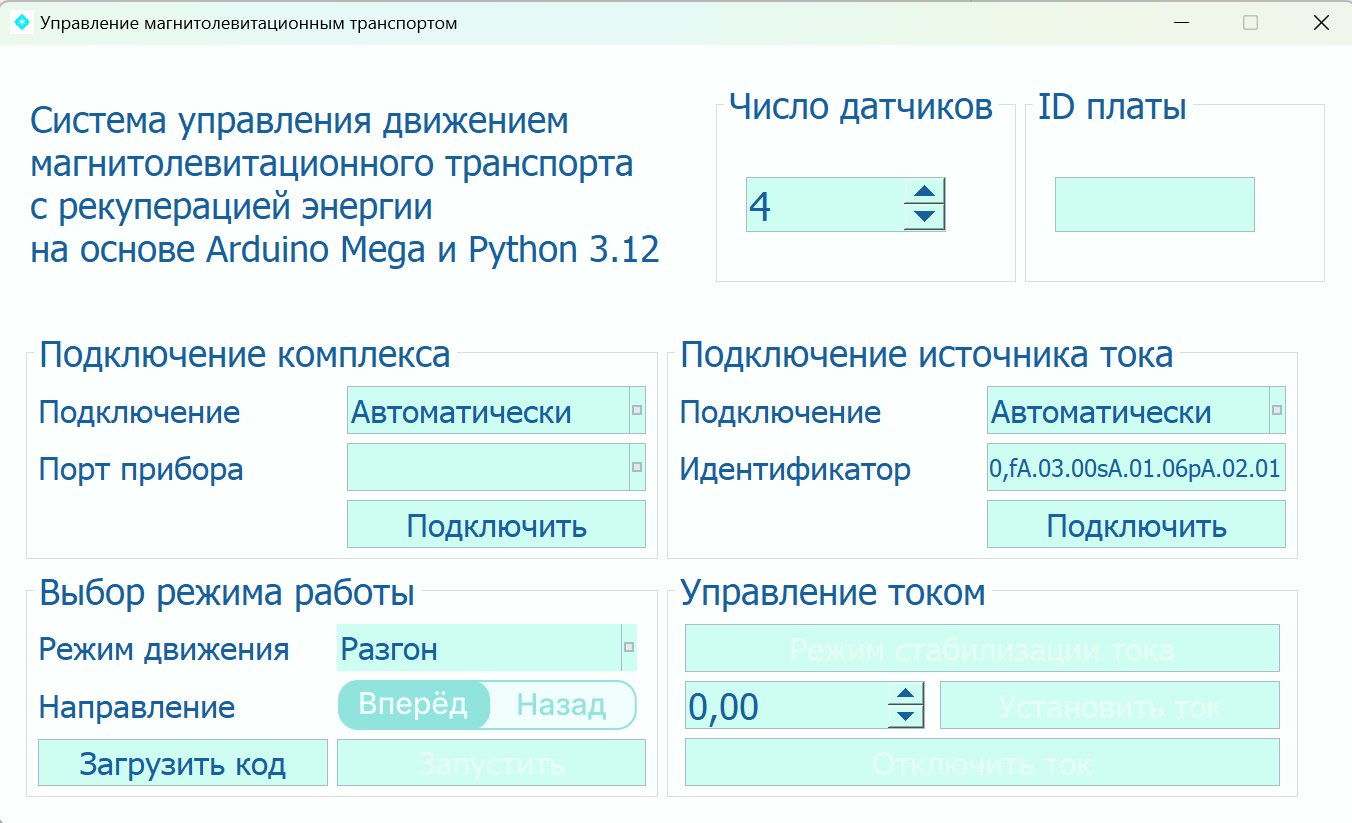 Управление магнитолевитационным транспортом
Система управления движением
магнитолевитационного транспорта
с рекуперацией энергии
на основе Arduino Mega и Python 3.12
Число датчиков
4
ID платы
Подключение комплекса
Подключение
Автоматически
Порт прибора
Подключить
Подключение источника тока
Подключение
Автоматически
Идентификатор
0,fA.03.00sA.01.06pA.02.01
Подключить
Выбор режима работы
Режим движения
Разгон
Направление
Вперёд
Назад
Загрузить код
Запустить
Управление током
Режим стабилизации тока
0,00
Установить ток
Отключить ток